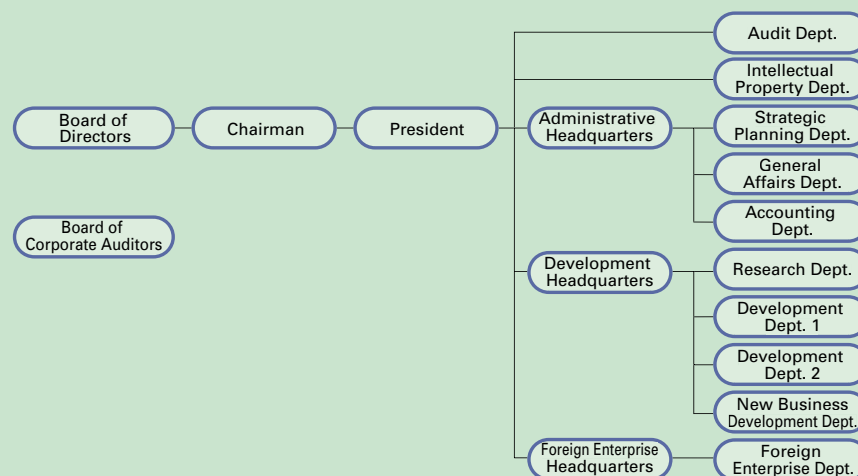 Board of
Directors
Chairman
President
Board of
Corporate Auditors
Administrative
Headquarters
Development
Headquarters
Foreign Enterprise
Headquarters
Audit Dept.
Intellectual
Property Dept.
Strategic
Planning Dept.
General
Affairs Dept.
Accounting
Dept.
Research Dept.
Development
Dept. 1
Development
Dept. 2
New Business
Development Dept.
Foreign
Enterprise Dept.